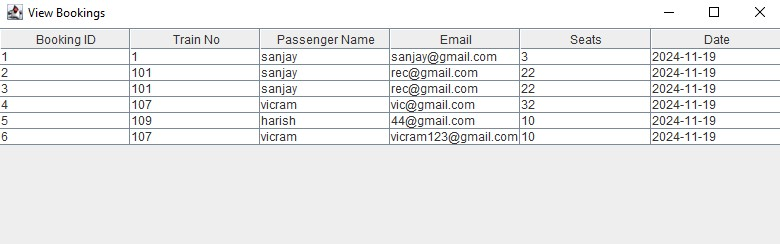 View Bookings
Booking ID Train No Passenger Name Email Seats Date
1 1 sanjay sanjay@gmail.com 3 2024-11-19
2 101 sanjay rec@gmail.com 22 2024-11-19
3 101 sanjay rec@gmail.com 22 2024-11-19
4 107 vicram vic@gmail.com 32 2024-11-19
5 109 harish 44@gmail.com 10 2024-11-19
6 107 vicram vicram123@gmail.com 10 2024-11-19